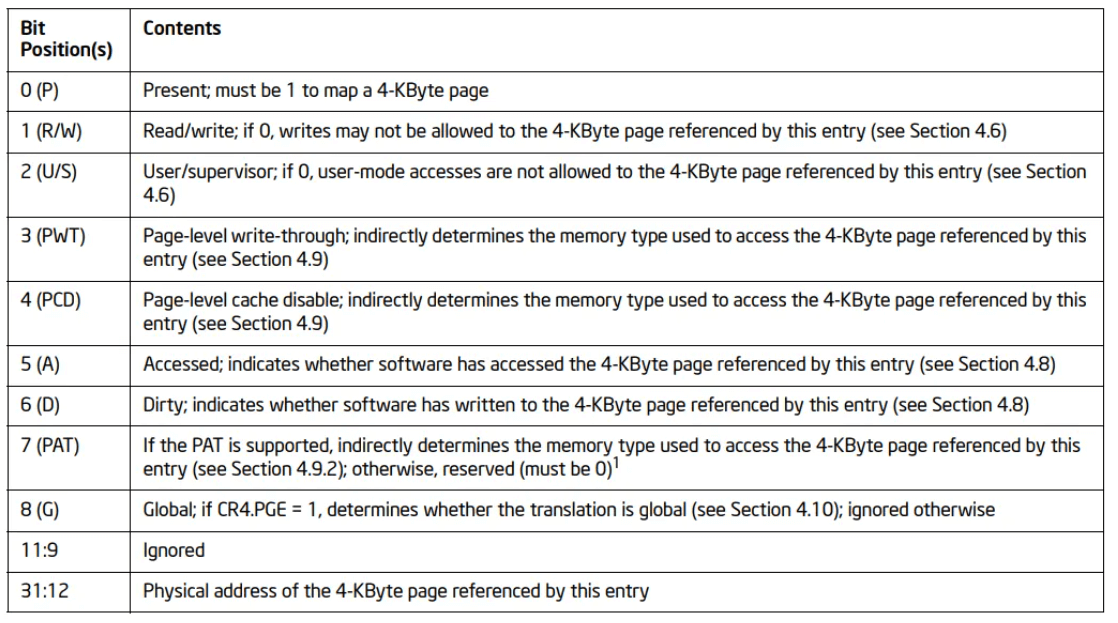 Bit
Position(s)
Contents
0 (P)
Present; must be 1 to map a 4-KByte page
1 (R/W)
Read/write; if 0, writes may not be allowed to the 4-KByte page referenced by this entry (see Section 4.6)
2 (U/S)
User/supervisor; if 0, user-mode accesses are not allowed to the 4-KByte page referenced by this entry (see Section
4.6)
3 (PWT)
Page-level write-through; indirectly determines the memory type used to access the 4-KByte page referenced by this
entry (see Section 4.9)
4 (PCD)
Page-level cache disable; indirectly determines the memory type used to access the 4-KByte page referenced by this
entry (see Section 4.9)
5 (A)
Accessed; indicates whether software has accessed the 4-KByte page referenced by this entry (see Section 4.8)
6 (D)
Dirty; indicates whether software has written to the 4-KByte page referenced by this entry (see Section 4.8)
7 (PAT)
If the PAT is supported, indirectly determines the memory type used to access the 4-KByte page referenced by this
entry (see Section 4.9.2); otherwise, reserved (must be 0)1
8 (G)
Global; if CR4.PGE = 1, determines whether the translation is global (see Section 4.10); ignored otherwise
11:9
Ignored
31:12
Physical address of the 4-KByte page referenced by this entry